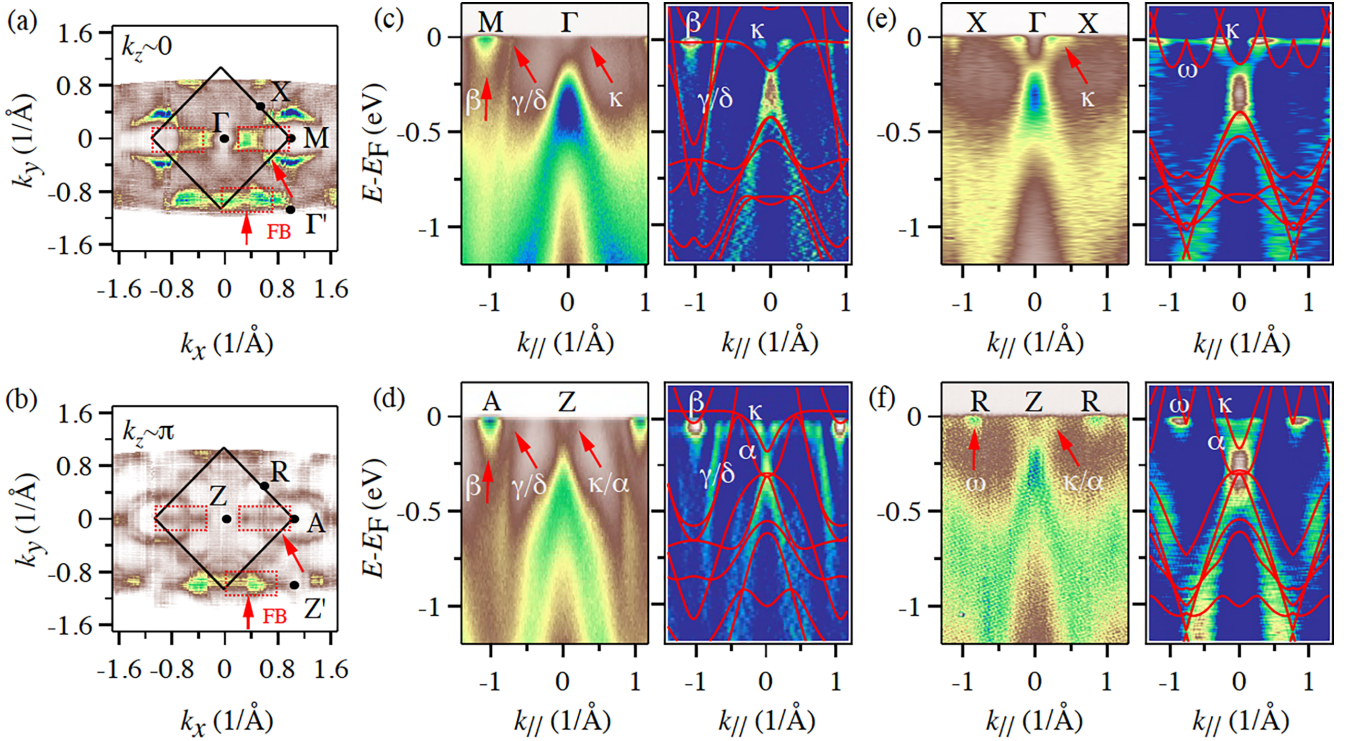 (a)
1.6
0.8
0
-0.8
-1.6
k_y (1/Å)
k_z~0
Γ
X
M
Γ'
FB
-1.6 -0.8 0 0.8 1.6
k_x (1/Å)
(b)
1.6
0.8
0
-0.8
-1.6
k_y (1/Å)
k_z~π
Z
R
A
Z'
FB
-1.6 -0.8 0 0.8 1.6
k_x (1/Å)
(c)
M Γ
0
-0.5
-1
E-E_F (eV)
β γ/δ κ
-1 0 1
k_// (1/Å)
β κ
γ/δ
-1 0 1
k_// (1/Å)
(d)
A Z
0
-0.5
-1
E-E_F (eV)
β γ/δ κ/α
-1 0 1
k_// (1/Å)
β κ
α
γ/δ
-1 0 1
k_// (1/Å)
(e)
X Γ X
κ
-1 0 1
k_// (1/Å)
κ
ω
-1 0 1
k_// (1/Å)
(f)
R Z R
ω κ/α
-1 0 1
k_// (1/Å)
ω κ
α
-1 0 1
k_// (1/Å)